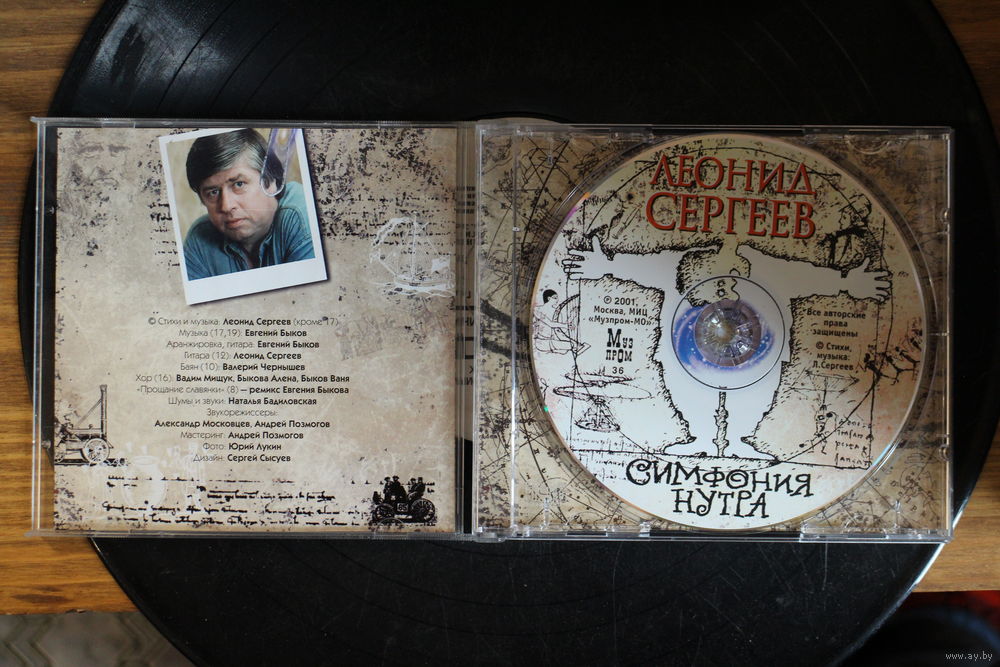 © Стихи и музыка: Леонид Сергеев (кроме 17)
Музыка (17,19): Евгений Быков
Аранжировка, гитара: Евгений Быков
Гитара (12): Леонид Сергеев
Баян (10): Валерий Чернышев
Хор (16): Вадим Мищук, Быкова Алена, Быков Ваня
«Прощание славянки» (8) — ремикс Евгения Быкова
Шумы и звуки: Наталья Бадиловская
Звукорежиссеры:
Александр Московцев, Андрей Позмогов
Мастеринг: Андрей Позмогов
Фото: Юрий Лукин
Дизайн: Сергей Сысуев
ЛЕОНИД
СЕРГЕЕВ
℗ 2001,
Москва, МИЦ
«Музпром-МО»
Муз
пром
36
Все авторские
права
защищены
© Стихи,
музыка:
Л.Сергеев
СИМФОНИЯ
НУТРА
www.ay.by